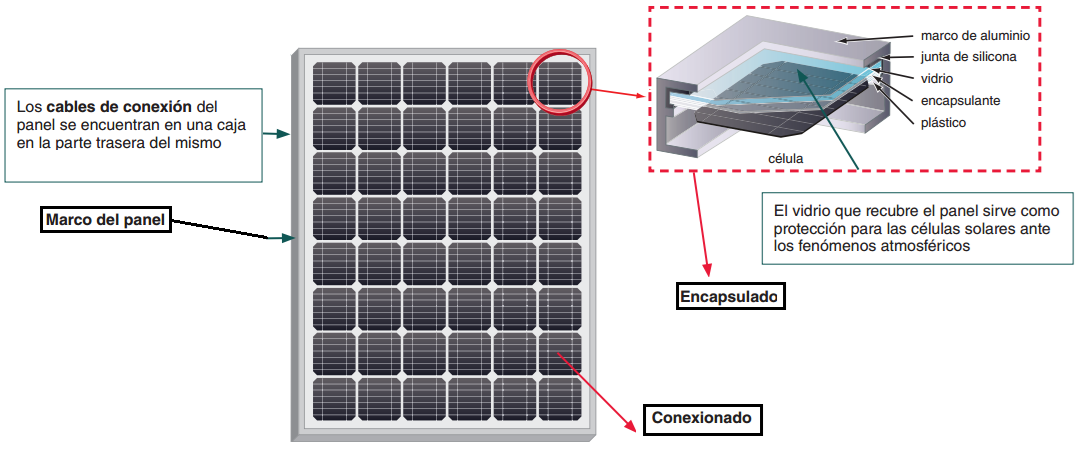 Los cables de conexión del
panel se encuentran en una caja
en la parte trasera del mismo
Marco del panel
marco de aluminio
junta de silicona
vidrio
encapsulante
plástico
célula
El vidrio que recubre el panel sirve como
protección para las células solares ante
los fenómenos atmosféricos
Encapsulado
Conexionado